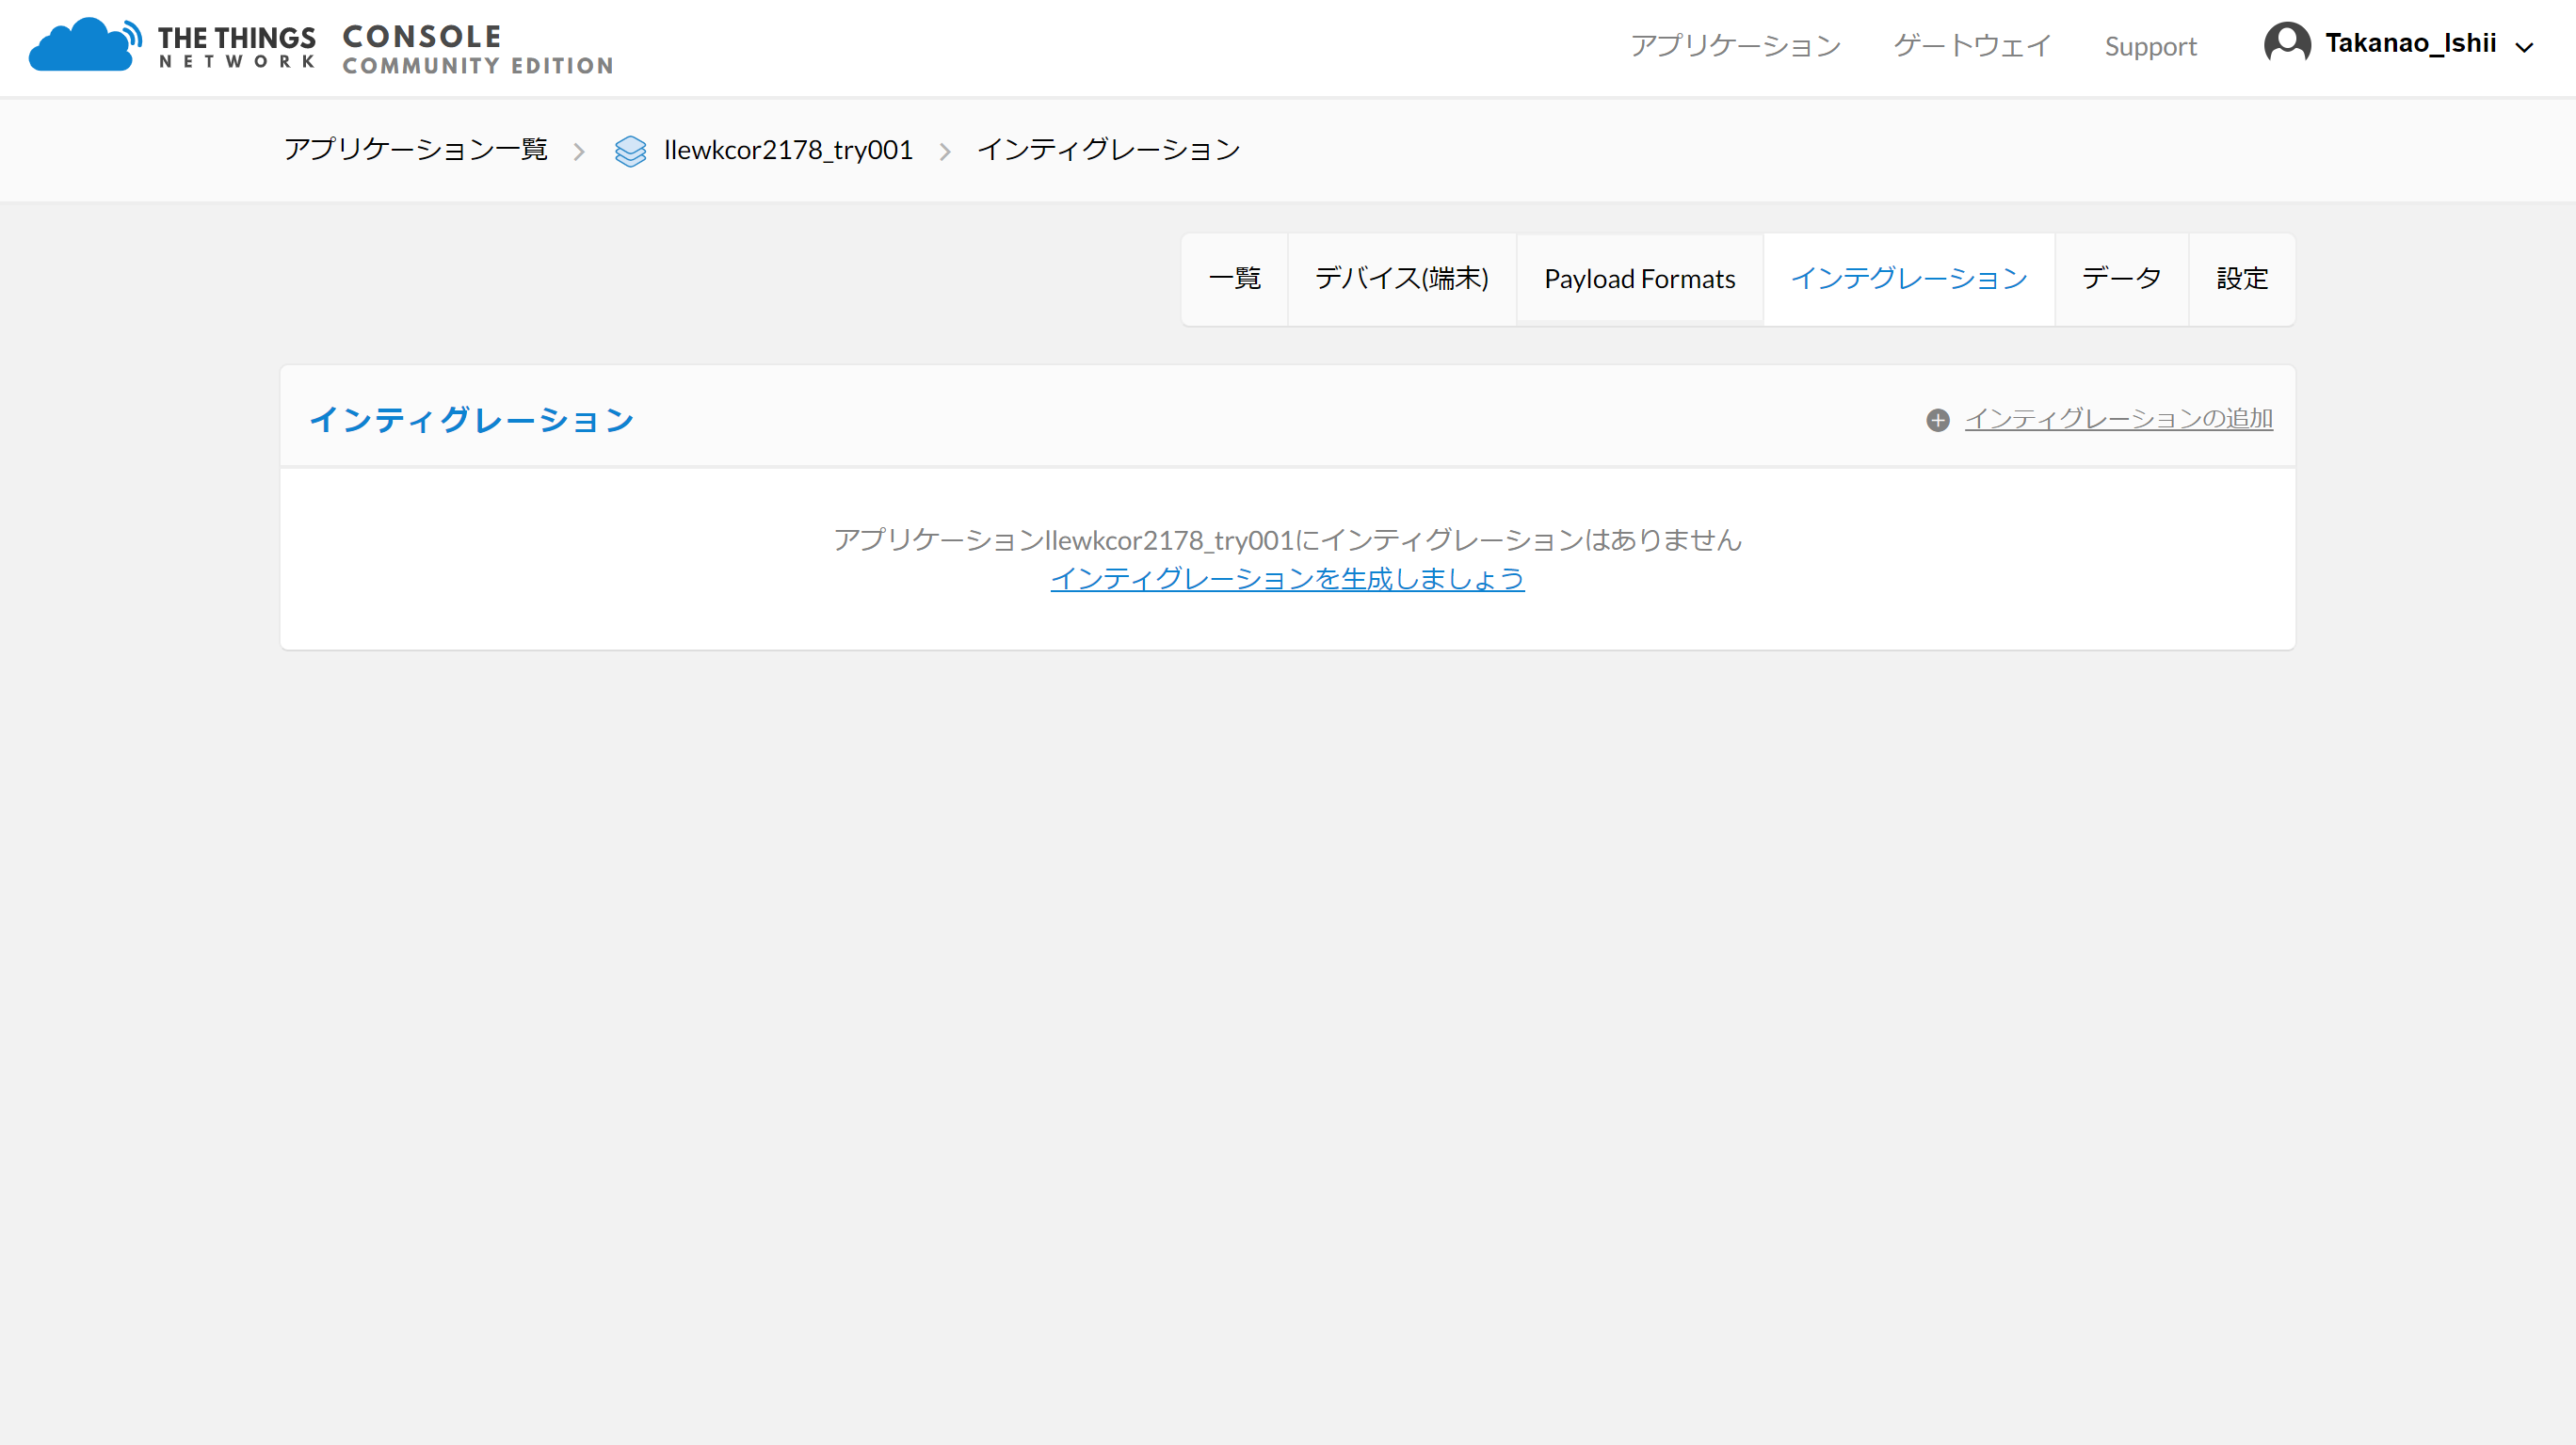 THE THINGS
NETWORK
CONSOLE
COMMUNITY EDITION
アプリケーション
ゲートウェイ
Support
Takanao_Ishii
アプリケーション一覧
llewkcor2178_try001
インティグレーション
一覧
デバイス(端末)
Payload Formats
インテグレーション
データ
設定
インティグレーション
インティグレーションの追加
アプリケーションllewkcor2178_try001にインティグレーションはありません
インティグレーションを生成しましょう